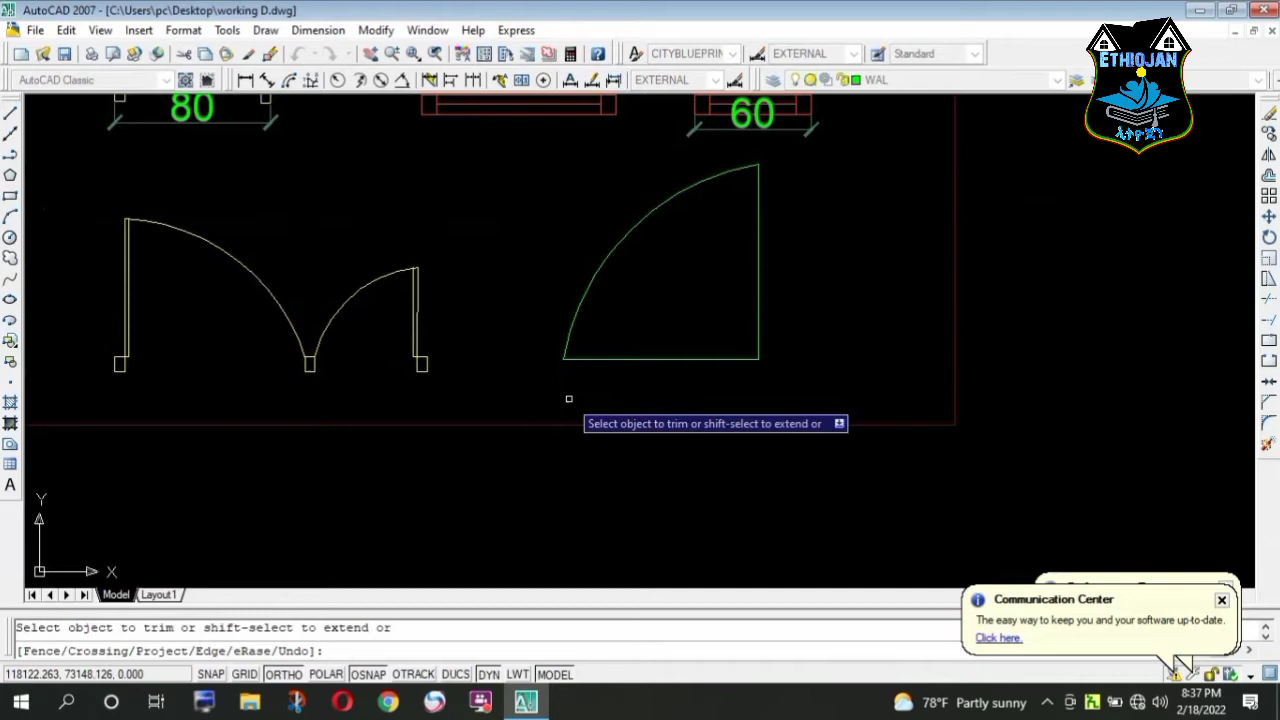 AutoCAD 2007 - [C:\Users\pc\Desktop\working D.dwg]
File Edit View Insert Format Tools Draw Dimension Modify Window Help Express
CITYBLUEPRIN EXTERNAL Standard
AutoCAD Classic EXTERNAL WAL
ETHIOJAN
ኢትዮጃን
80
60
Select object to trim or shift-select to extend or
Y
X
Model Layout1
Communication Center
The easy way to keep you and your software up-to-date.
Click here.
Select object to trim or shift-select to extend or
[Fence/Crossing/Project/Edge/eRase/Undo]:
118122.263, 73148.126, 0.000 SNAP GRID ORTHO POLAR OSNAP OTRACK DUCS DYN LWT MODEL
78°F Partly sunny
8:37 PM
2/18/2022